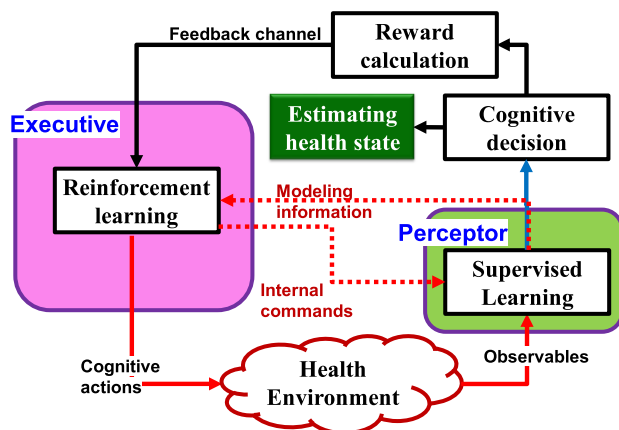 Feedback channel
Reward
calculation
Executive
Estimating
health state
Cognitive
decision
Reinforcement
learning
Modeling
information
Perceptor
Supervised
Learning
Internal
commands
Cognitive
actions
Health
Environment
Observables